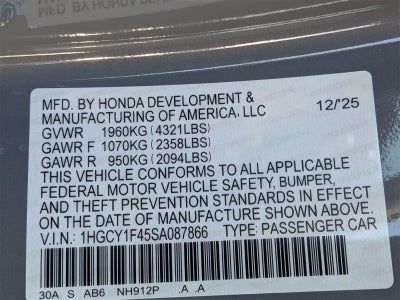 MFD. BY HONDA DEVELOPMENT &
MANUFACTURING OF AMERICA, LLC 12/25
GVWR 1960KG (4321LBS)
GAWR F 1070KG (2358LBS)
GAWR R 950KG (2094LBS)
THIS VEHICLE CONFORMS TO ALL APPLICABLE
FEDERAL MOTOR VEHICLE SAFETY, BUMPER,
AND THEFT PREVENTION STANDARDS IN EFFECT
ON THE DATE OF MANUFACTURE SHOWN ABOVE.
V.I.N.: 1HGCY1F45SA087866 TYPE: PASSENGER CAR
30A S AB6 NH912P .A .A